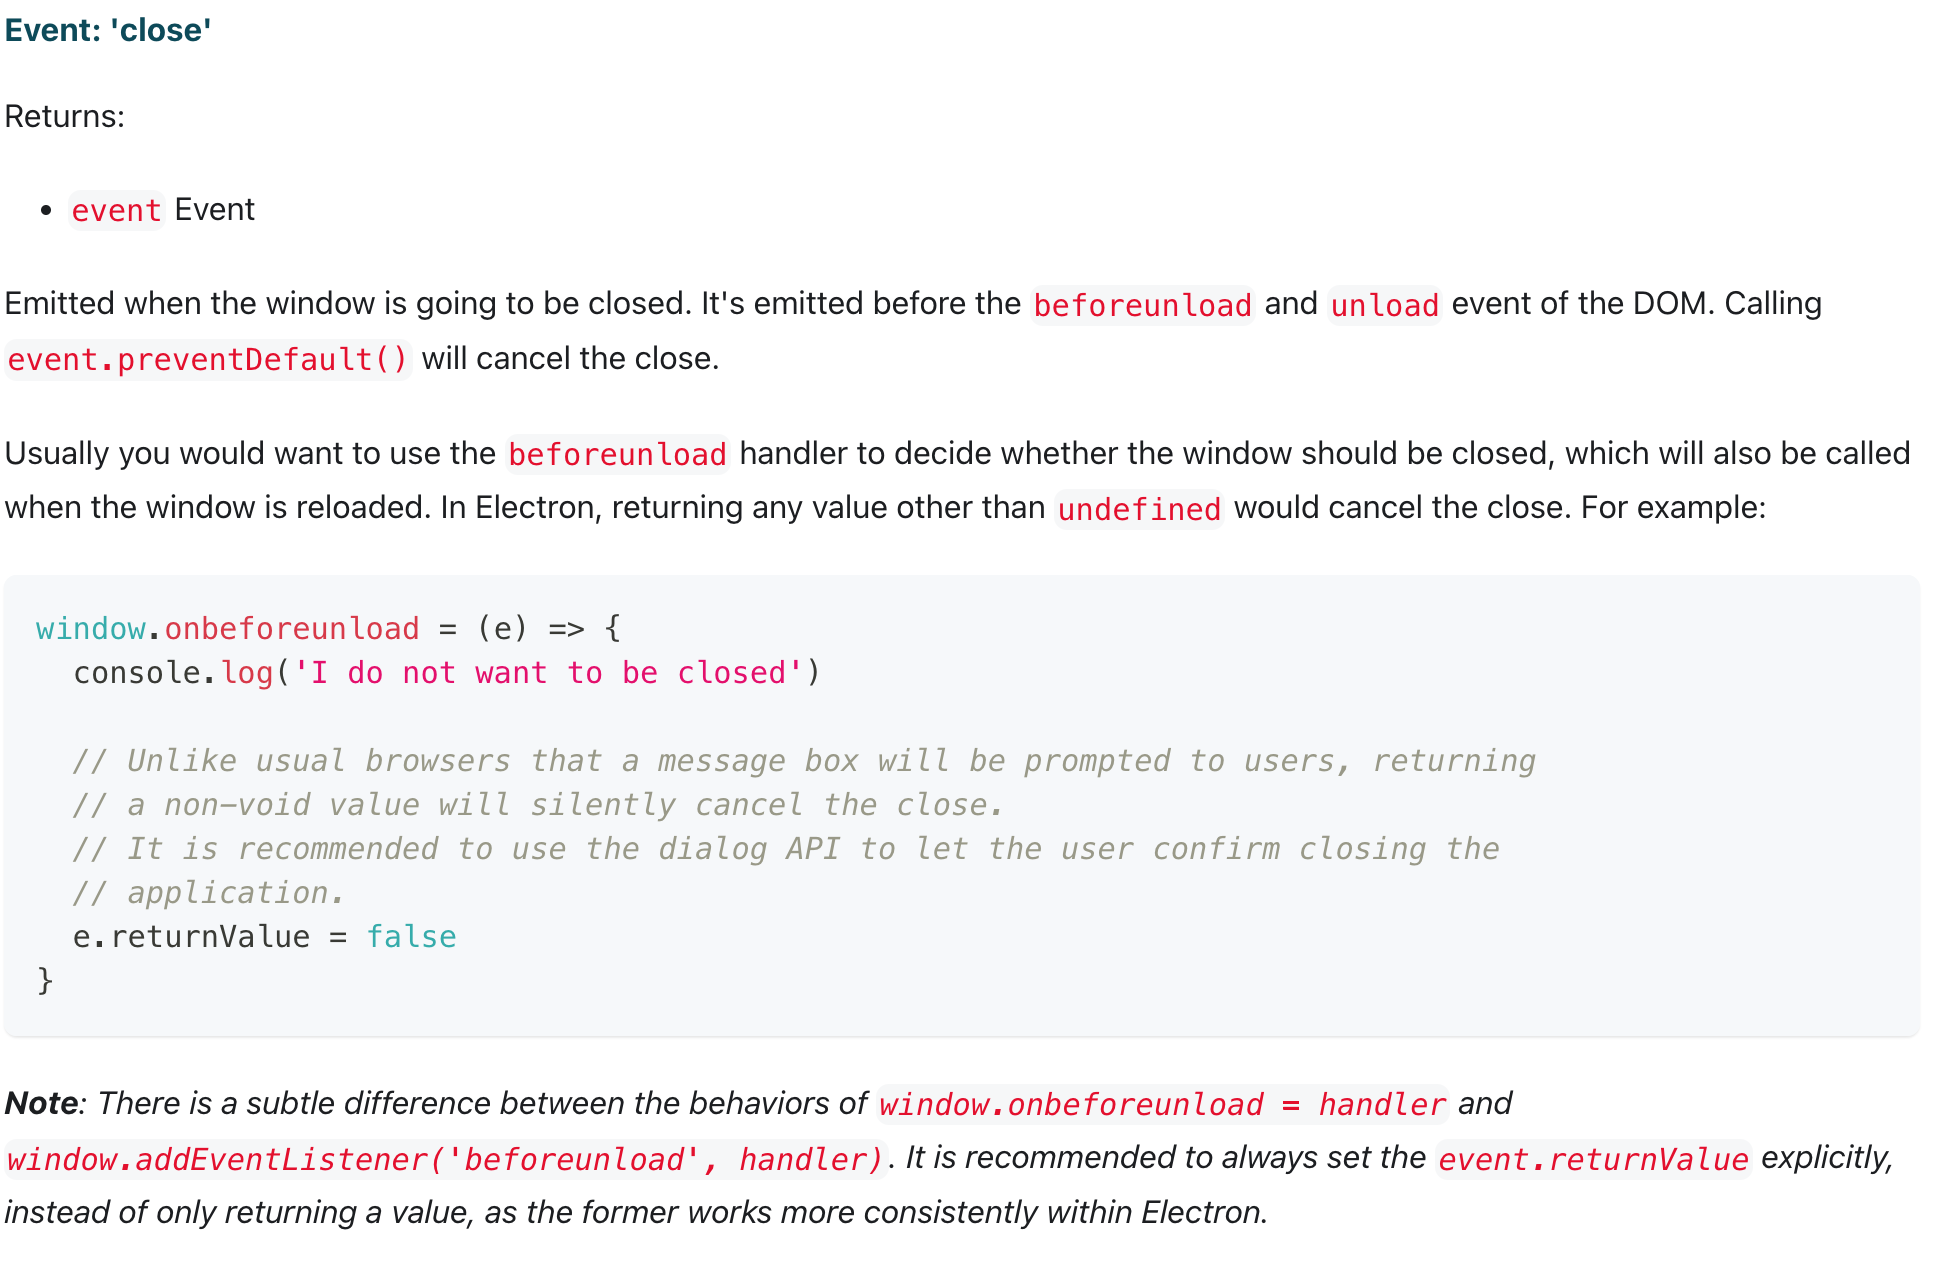 Event: 'close'
Returns:
• event Event
Emitted when the window is going to be closed. It's emitted before the beforeunload and unload event of the DOM. Calling
event.preventDefault() will cancel the close.
Usually you would want to use the beforeunload handler to decide whether the window should be closed, which will also be called
when the window is reloaded. In Electron, returning any value other than undefined would cancel the close. For example:
window.onbeforeunload = (e) => {
  console.log('I do not want to be closed')

  // Unlike usual browsers that a message box will be prompted to users, returning
  // a non-void value will silently cancel the close.
  // It is recommended to use the dialog API to let the user confirm closing the
  // application.
  e.returnValue = false
}
Note: There is a subtle difference between the behaviors of window.onbeforeunload = handler and
window.addEventListener('beforeunload', handler). It is recommended to always set the event.returnValue explicitly,
instead of only returning a value, as the former works more consistently within Electron.